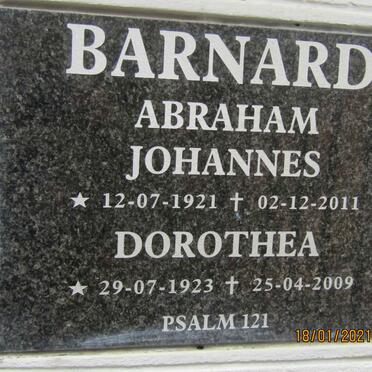 BARNARD
ABRAHAM
JOHANNES
★ 12-07-1921 † 02-12-2011
DOROTHEA
★ 29-07-1923 † 25-04-2009
PSALM 121
18/01/2021